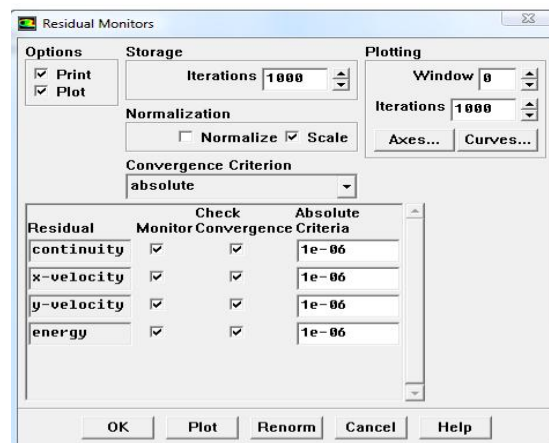 Residual Monitors
Options
Storage
Plotting
Print
Plot
Iterations 1000
Window 0
Iterations 1000
Axes... Curves...
Normalization
Normalize Scale
Convergence Criterion
absolute
Check Absolute
Residual Monitor Convergence Criteria
continuity 1e-06
x-velocity 1e-06
y-velocity 1e-06
energy 1e-06
OK Plot Renorm Cancel Help